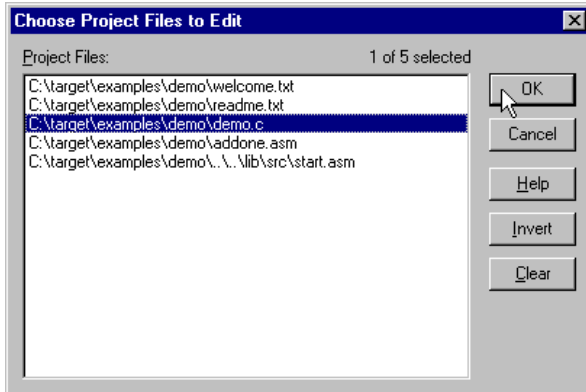 Choose Project Files to Edit
Project Files:
1 of 5 selected
C:\target\examples\demo\welcome.txt
C:\target\examples\demo\readme.txt
C:\target\examples\demo\demo.c
C:\target\examples\demo\addone.asm
C:\target\examples\demo\..\..\lib\src\start.asm
OK
Cancel
Help
Invert
Clear